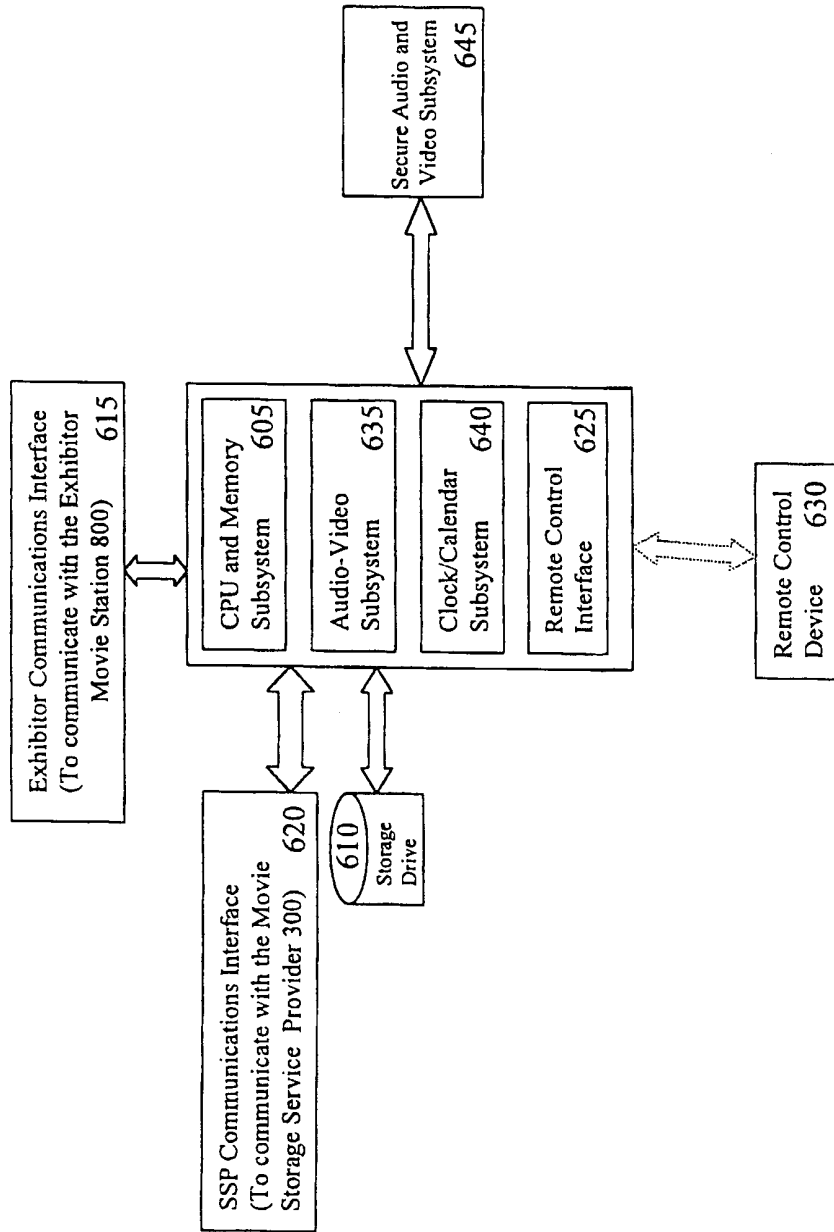 Exhibitor Communications Interface
(To communicate with the Exhibitor
Movie Station 800) 615
SSP Communications Interface
(To communicate with the Movie
Storage Service Provider 300) 620
610
Storage
Drive
CPU and Memory
Subsystem 605
Audio-Video
Subsystem 635
Clock/Calendar
Subsystem 640
Remote Control
Interface 625
Secure Audio and
Video Subsystem
645
Remote Control
Device 630